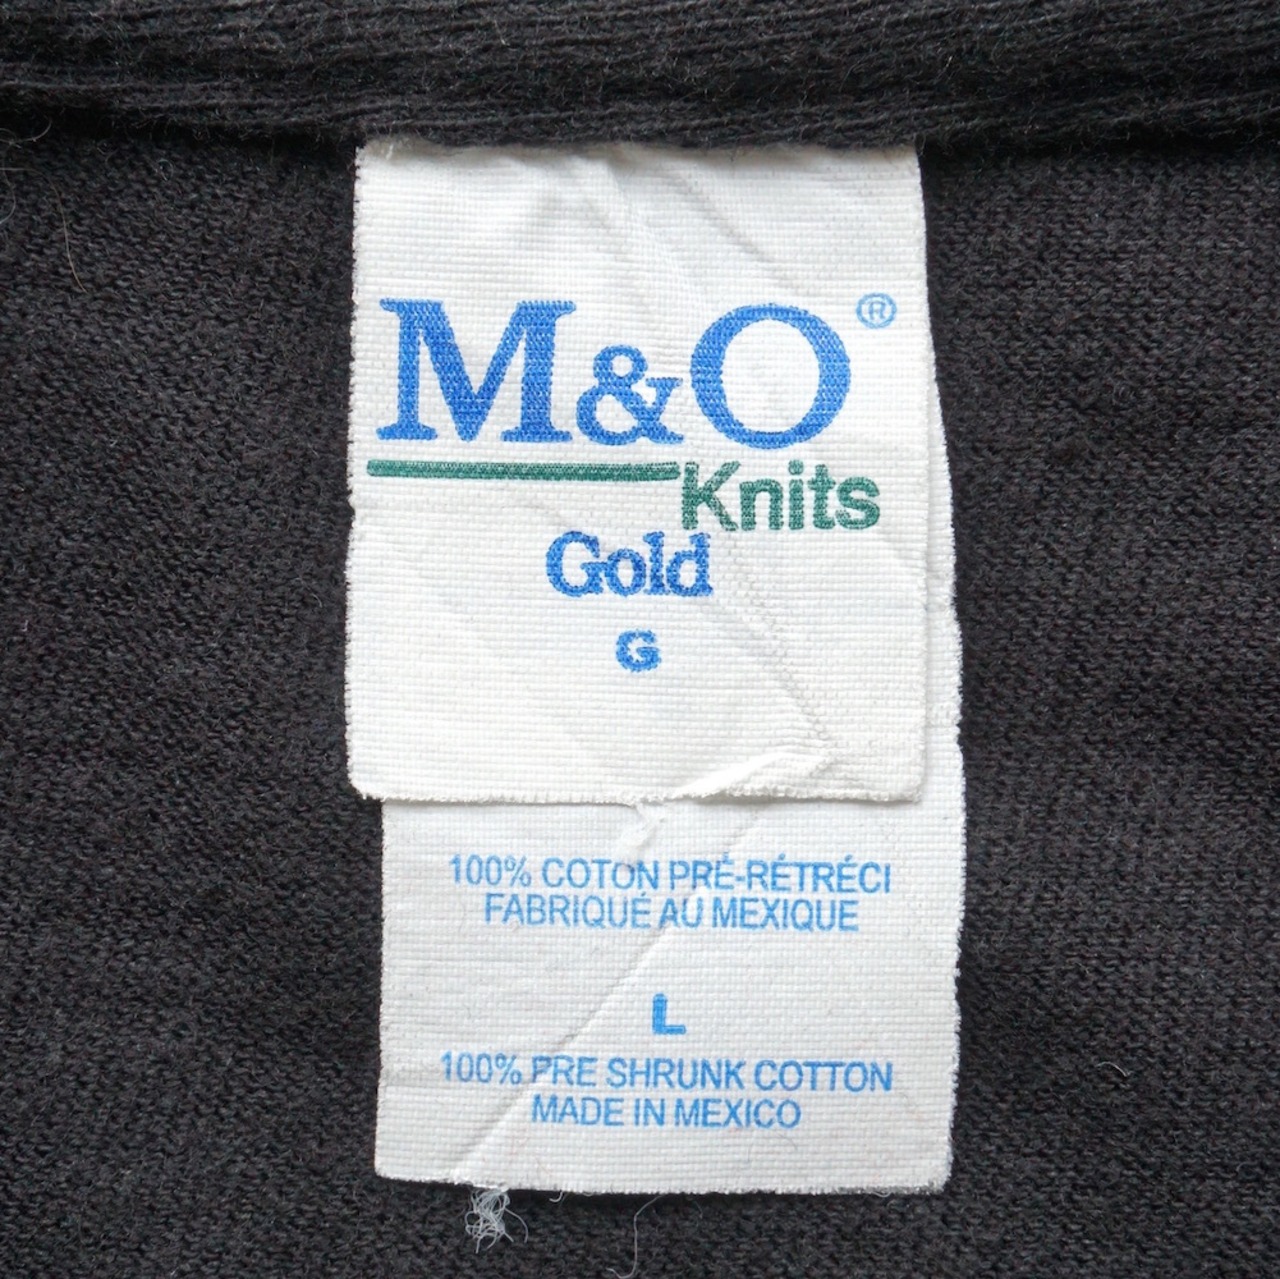 M&O®
Knits
Gold
G
100% COTON PRÉ-RÉTRÉCI
FABRIQUÉ AU MEXIQUE
L
100% PRE SHRUNK COTTON
MADE IN MEXICO